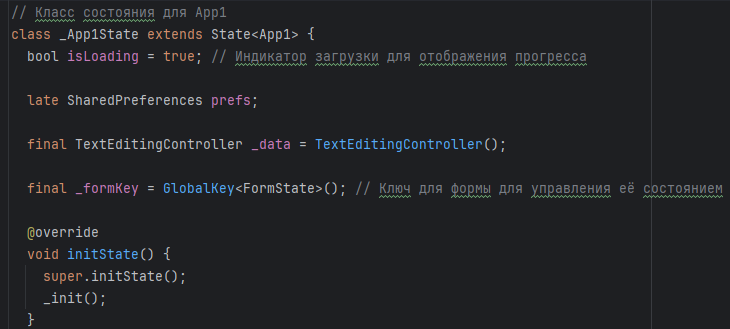 // Класс состояния для App1
class _App1State extends State<App1> {
  bool isLoading = true; // Индикатор загрузки для отображения прогресса
  late SharedPreferences prefs;
  final TextEditingController _data = TextEditingController();
  final _formKey = GlobalKey<FormState>(); // Ключ для формы для управления её состоянием
  @override
  void initState() {
    super.initState();
    _init();
  }